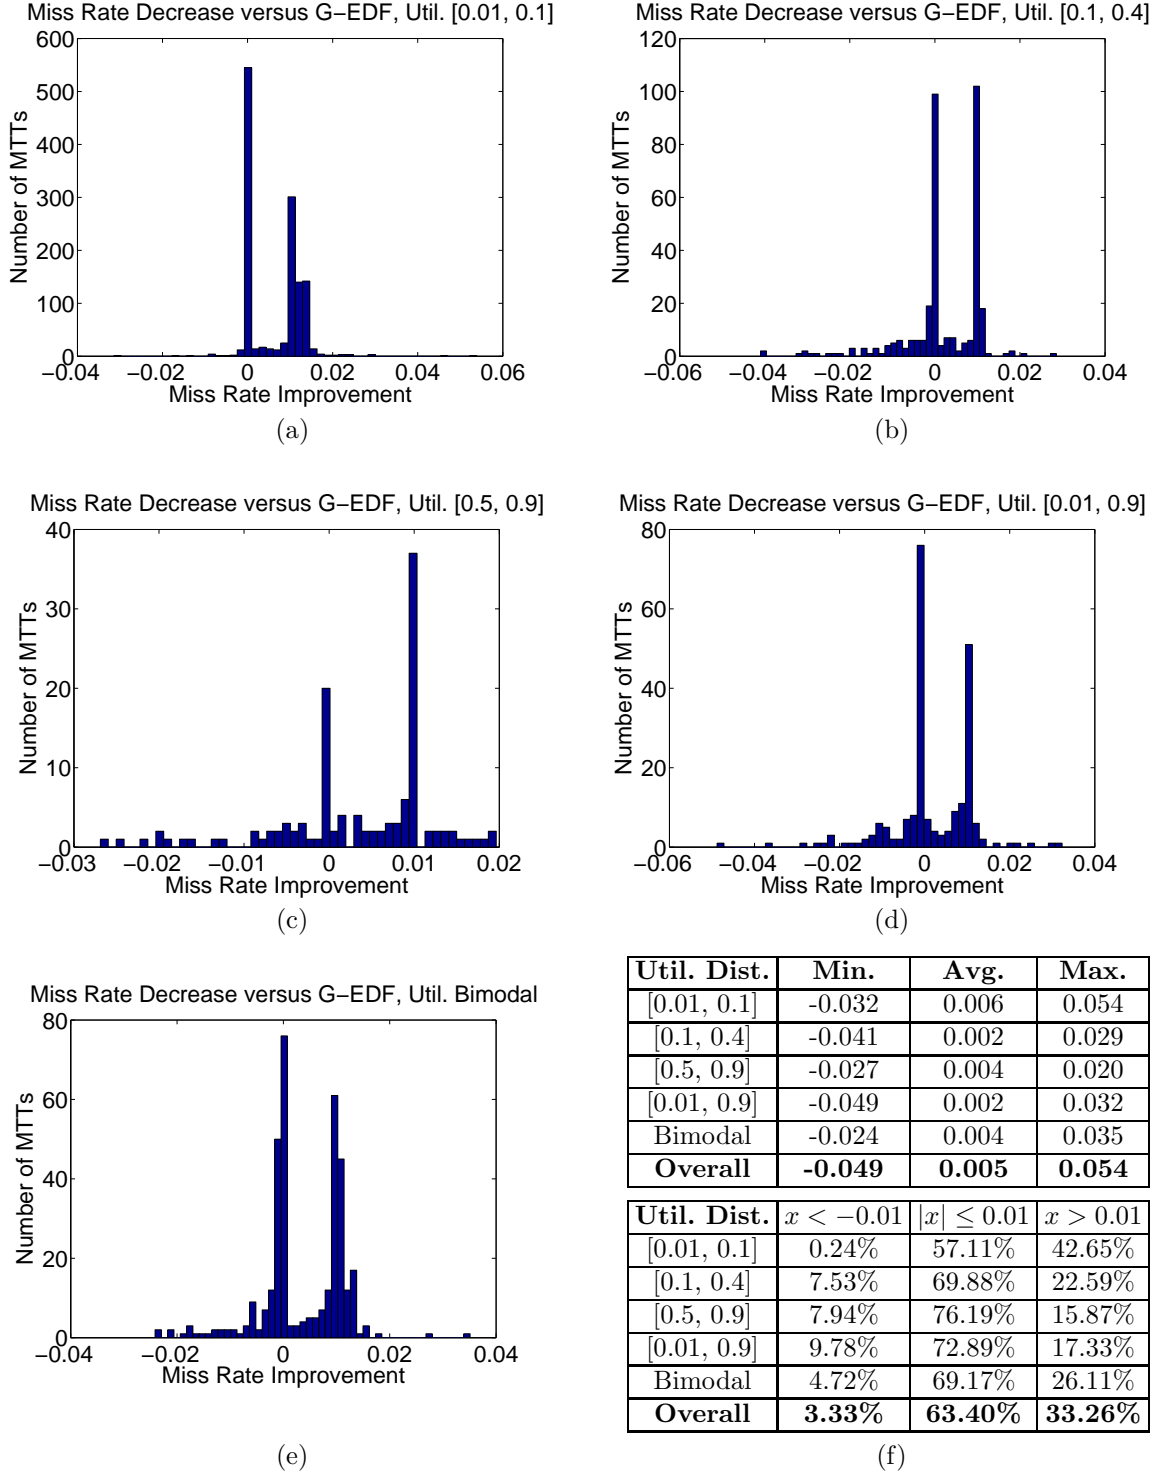 Miss Rate Decrease versus G−EDF, Util. [0.01, 0.1]
Number of MTTs
600
500
400
300
200
100
0
−0.04 −0.02 0 0.02 0.04 0.06
Miss Rate Improvement
(a)
Miss Rate Decrease versus G−EDF, Util. [0.1, 0.4]
Number of MTTs
120
100
80
60
40
20
0
−0.06 −0.04 −0.02 0 0.02 0.04
Miss Rate Improvement
(b)
Miss Rate Decrease versus G−EDF, Util. [0.5, 0.9]
Number of MTTs
40
30
20
10
0
−0.03 −0.02 −0.01 0 0.01 0.02
Miss Rate Improvement
(c)
Miss Rate Decrease versus G−EDF, Util. [0.01, 0.9]
Number of MTTs
80
60
40
20
0
−0.06 −0.04 −0.02 0 0.02 0.04
Miss Rate Improvement
(d)
Miss Rate Decrease versus G−EDF, Util. Bimodal
Number of MTTs
80
60
40
20
0
−0.04 −0.02 0 0.02 0.04
Miss Rate Improvement
(e)
Util. Dist. Min. Avg. Max.
[0.01, 0.1] -0.032 0.006 0.054
[0.1, 0.4] -0.041 0.002 0.029
[0.5, 0.9] -0.027 0.004 0.020
[0.01, 0.9] -0.049 0.002 0.032
Bimodal -0.024 0.004 0.035
Overall -0.049 0.005 0.054
Util. Dist. x < −0.01 |x| ≤ 0.01 x > 0.01
[0.01, 0.1] 0.24% 57.11% 42.65%
[0.1, 0.4] 7.53% 69.88% 22.59%
[0.5, 0.9] 7.94% 76.19% 15.87%
[0.01, 0.9] 9.78% 72.89% 17.33%
Bimodal 4.72% 69.17% 26.11%
Overall 3.33% 63.40% 33.26%
(f)